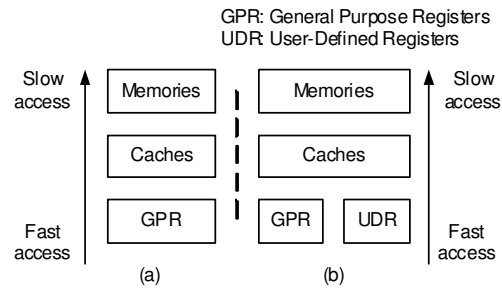 GPR: General Purpose Registers
UDR: User-Defined Registers
Slow access
Memories
Memories
Slow access
Caches
Caches
Fast access
GPR
GPR
UDR
Fast access
(a)
(b)